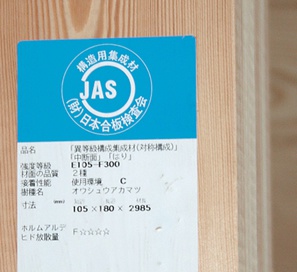 構造用集成材
JAS
(財)日本合板検査会
品名 「異等級構成集成材(対称構成)」
「中断面」「はり」
強度等級 E105-F300
材面の品質 2種
接着性能 使用環境 C
樹種名 オウシュウアカマツ
寸法 105×180×2985
ホルムアルデ
ヒド放散量 F☆☆☆☆